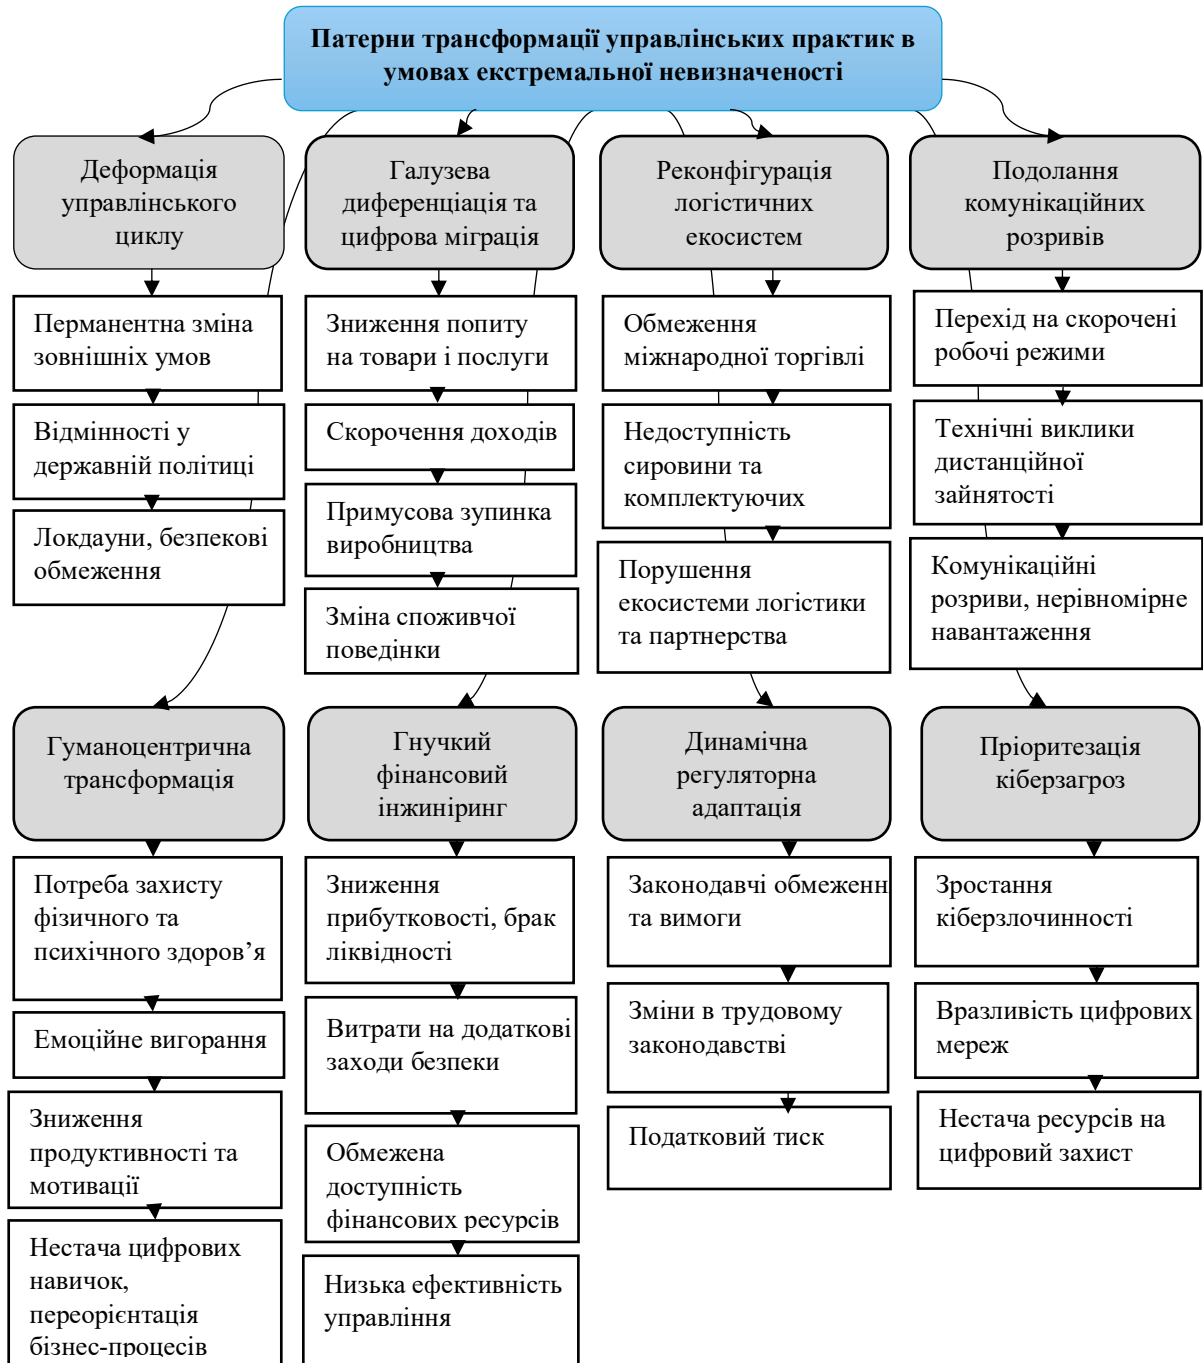 Патерни трансформації управлінських практик в
умовах екстремальної невизначеності
Деформація
управлінського
циклу
Галузева
диференціація та
цифрова міграція
Реконфігурація
логістичних
екосистем
Подолання
комунікаційних
розривів
Перманентна зміна
зовнішніх умов
Відмінності у
державній політиці
Локдауни, безпекові
обмеження
Зниження попиту
на товари і послуги
Скорочення доходів
Примусова зупинка
виробництва
Зміна споживчої
поведінки
Обмеження
міжнародної торгівлі
Недоступність
сировини та
комплектуючих
Порушення
екосистеми логістики
та партнерства
Перехід на скорочені
робочі режими
Технічні виклики
дистанційної
зайнятості
Комунікаційні
розриви, нерівномірне
навантаження
Гуманоцентрична
трансформація
Гнучкий
фінансовий
інжиніринг
Динамічна
регуляторна
адаптація
Пріоритезація
кіберзагроз
Потреба захисту
фізичного та
психічного здоров’я
Емоційне вигорання
Зниження
продуктивності та
мотивації
Нестача цифрових
навичок,
переорієнтація
бізнес-процесів
Зниження
прибутковості, брак
ліквідності
Витрати на додаткові
заходи безпеки
Обмежена
доступність
фінансових ресурсів
Низька ефективність
управління
Законодавчі обмеженн
та вимоги
Зміни в трудовому
законодавстві
Податковий тиск
Зростання
кіберзлочинності
Вразливість цифрових
мереж
Нестача ресурсів на
цифровий захист